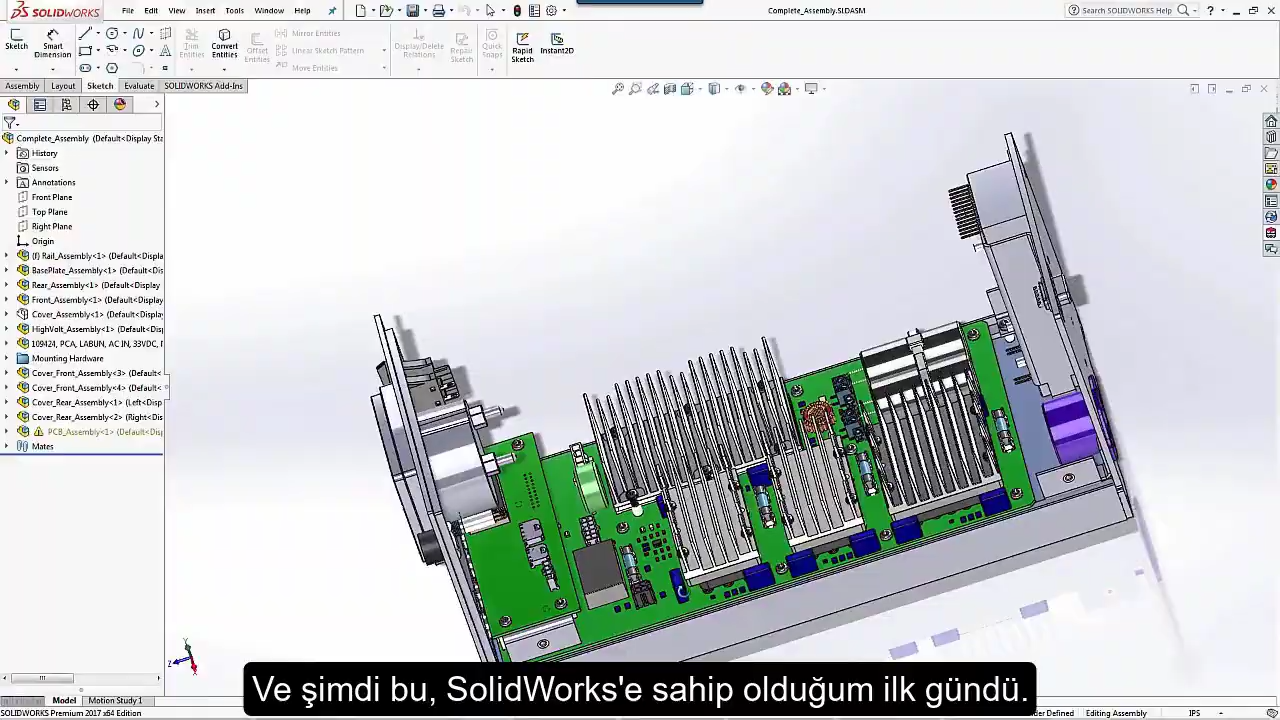 SOLIDWORKS
File Edit View Insert Tools Window Help
Complete_Assembly.SLDASM
Search SOLIDWORKS Help
Sketch
Smart Dimension
Trim Entities
Convert Entities
Offset Entities
Mirror Entities
Linear Sketch Pattern
Move Entities
Display/Delete Relations
Repair Sketch
Quick Snaps
Rapid Sketch
Instant2D
Assembly Layout Sketch Evaluate SOLIDWORKS Add-Ins
Complete_Assembly (Default<Display Sta
History
Sensors
Annotations
Front Plane
Top Plane
Right Plane
Origin
(f) Rail_Assembly<1> (Default<Displa
BasePlate_Assembly<1> (Default<Dis
Rear_Assembly<1> (Default<Display
Front_Assembly<1> (Default<Display
Cover_Assembly<1> (Default<Display
HighVolt_Assembly<1> (Default<Disp
109424, PCA, LABUN, AC.IN, 33VDC,
Mounting Hardware
Cover_Front_Assembly<3> (Default<
Cover_Front_Assembly<4> (Default<
Cover_Rear_Assembly<1> (Left<Disp
Cover_Rear_Assembly<2> (Right<Dis
PCB_Assembly<1> (Default<Disp
Mates
Ve şimdi bu, SolidWorks'e sahip olduğum ilk gündü.
Model Motion Study 1
SOLIDWORKS Premium 2017 x64 Edition
der Defined Editing Assembly IPS